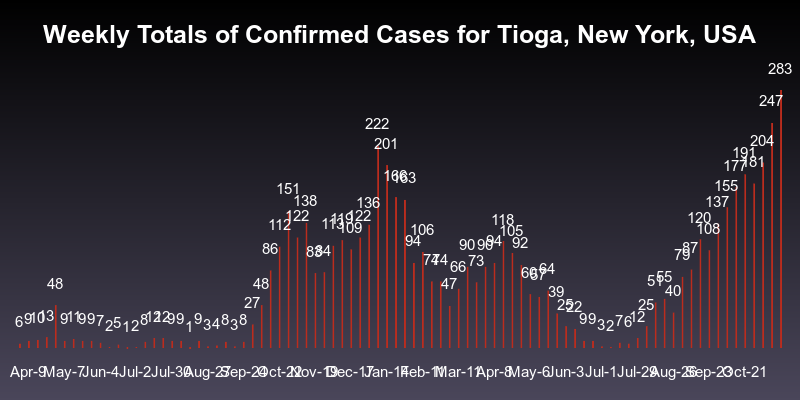 Weekly Totals of Confirmed Cases for Tioga, New York, USA
6 9 10 13 48 9 11 9 9 7 2 5 1 2 8 12 12 9 9 1 9 3 4 8 3 8 27 48 86 112 151 122 138 83 84 113 119 109 122 136 222 201 166 163 94 106 74 74 47 66 90 73 90 94 118 105 92 60 57 64 39 25 22 9 9 3 2 7 6 12 25 51 55 40 79 87 120 108 137 155 177 191 181 204 247 283
Apr-9 May-7 Jun-4 Jul-2 Jul-30 Aug-27 Sep-24 Oct-22 Nov-19 Dec-17 Jan-14 Feb-11 Mar-11 Apr-8 May-6 Jun-3 Jul-1 Jul-29 Aug-26 Sep-23 Oct-21